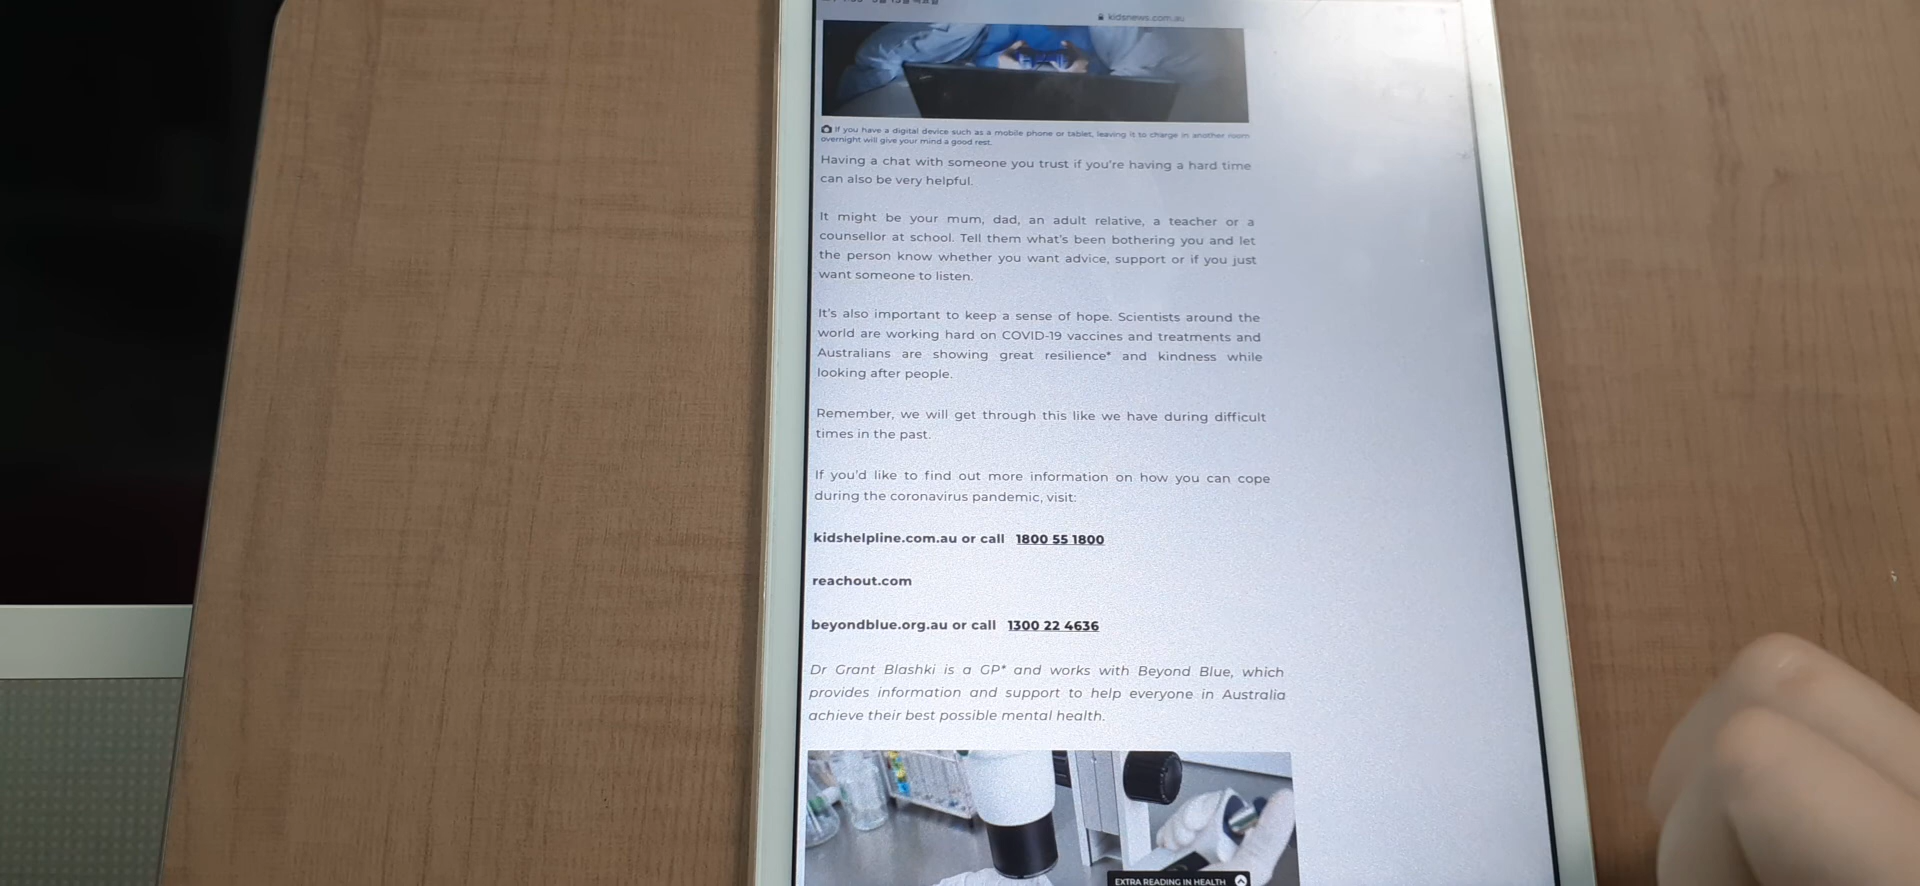 kidsnews.com.au
If you have a digital device such as a mobile phone or tablet, leaving it to charge in another room
overnight will give your mind a good rest.
Having a chat with someone you trust if you're having a hard time
can also be very helpful.
It might be your mum, dad, an adult relative, a teacher or a
counsellor at school. Tell them what's been bothering you and let
the person know whether you want advice, support or if you just
want someone to listen.
It's also important to keep a sense of hope. Scientists around the
world are working hard on COVID-19 vaccines and treatments and
Australians are showing great resilience* and kindness while
looking after people.
Remember, we will get through this like we have during difficult
times in the past.
If you'd like to find out more information on how you can cope
during the coronavirus pandemic, visit:
kidshelpline.com.au or call 1800 55 1800
reachout.com
beyondblue.org.au or call 1300 22 4636
Dr Grant Blashki is a GP* and works with Beyond Blue, which
provides information and support to help everyone in Australia
achieve their best possible mental health.
EXTRA READING IN HEALTH